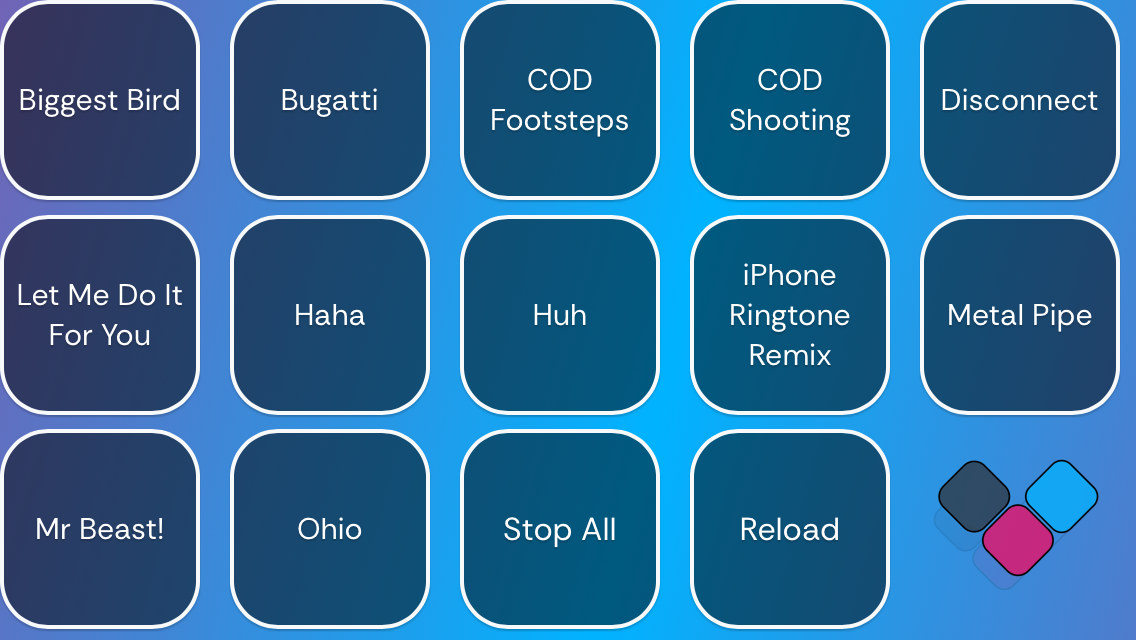 Biggest Bird
Bugatti
COD
Footsteps
COD
Shooting
Disconnect
Let Me Do It
For You
Haha
Huh
iPhone
Ringtone
Remix
Metal Pipe
Mr Beast!
Ohio
Stop All
Reload